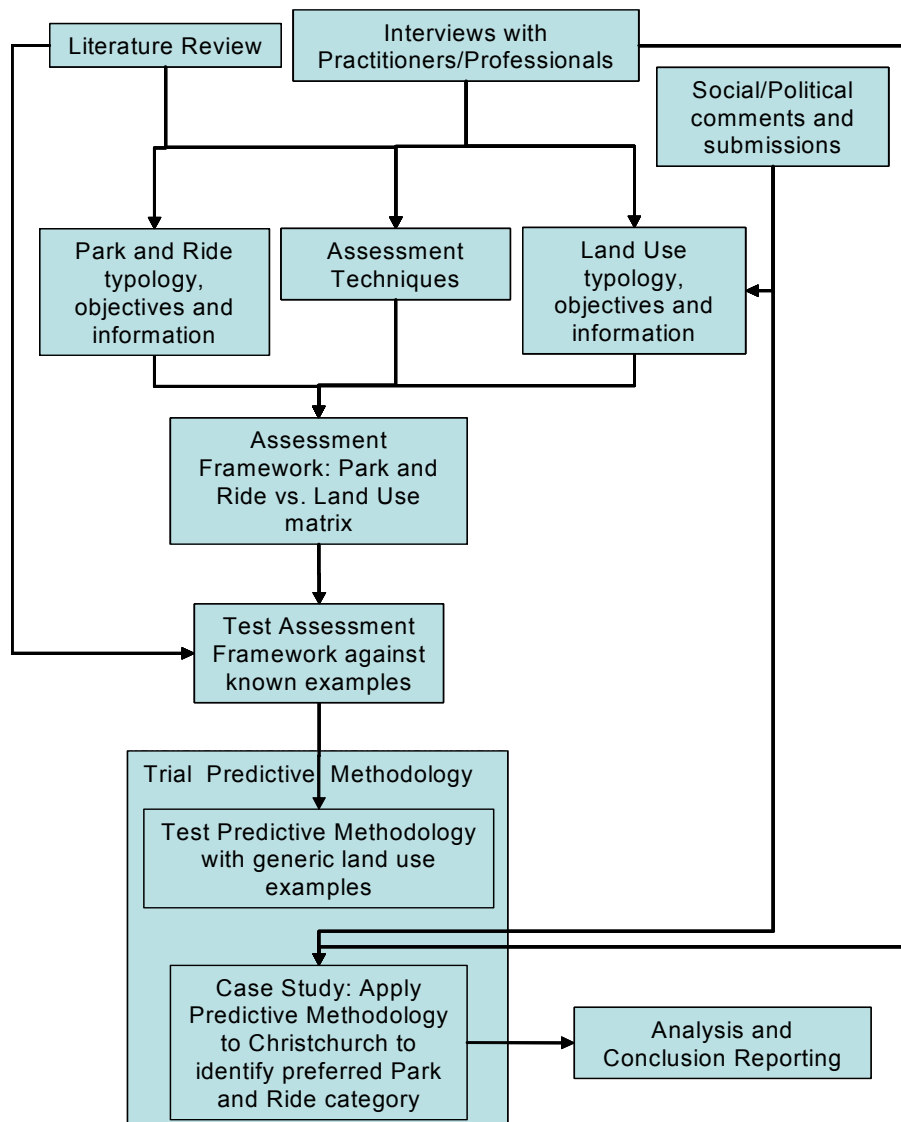 Literature Review
Interviews with
Practitioners/Professionals
Social/Political
comments and
submissions
Park and Ride
typology,
objectives and
information
Assessment
Techniques
Land Use
typology,
objectives and
information
Assessment
Framework: Park and
Ride vs. Land Use
matrix
Test Assessment
Framework against
known examples
Trial Predictive Methodology
Test Predictive Methodology
with generic land use
examples
Case Study: Apply
Predictive Methodology
to Christchurch to
identify preferred Park
and Ride category
Analysis and
Conclusion Reporting